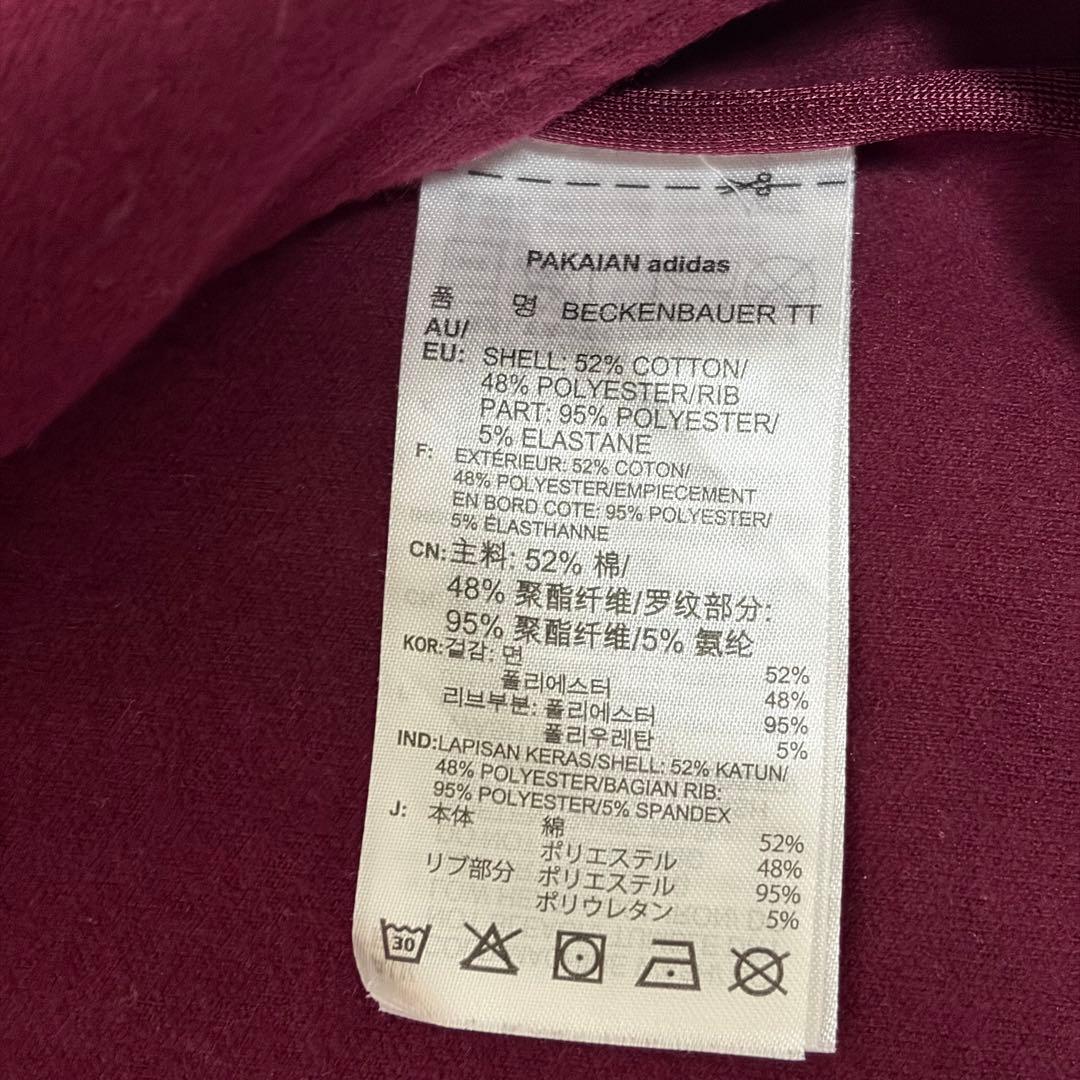 PAKAIAN adidas
품 명 BECKENBAUER TT
AU/
EU: SHELL: 52% COTTON/
48% POLYESTER/RIB
PART: 95% POLYESTER/
5% ELASTANE
F: EXTÉRIEUR: 52% COTON/
48% POLYESTER/EMPIECEMENT
EN BORD COTE: 95% POLYESTER/
5% ÉLASTHANNE
CN: 主料: 52% 棉/
48% 聚酯纤维/罗纹部分:
95% 聚酯纤维/5% 氨纶
KOR: 겉감: 면 52%
폴리에스터 48%
리브부분: 폴리에스터 95%
폴리우레탄 5%
IND: LAPISAN KERAS/SHELL: 52% KATUN/
48% POLYESTER/BAGIAN RIB:
95% POLYESTER/5% SPANDEX
J: 本体 綿 52%
ポリエステル 48%
リブ部分 ポリエステル 95%
ポリウレタン 5%
30